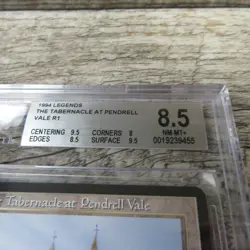 1994 LEGENDS
THE TABERNACLE AT PENDRELL
VALE R1
8.5
NM-MT+
CENTERING 9.5 CORNERS 8
EDGES 8.5 SURFACE 9.5
0019239455
Tabernacle at Pendrell Vale